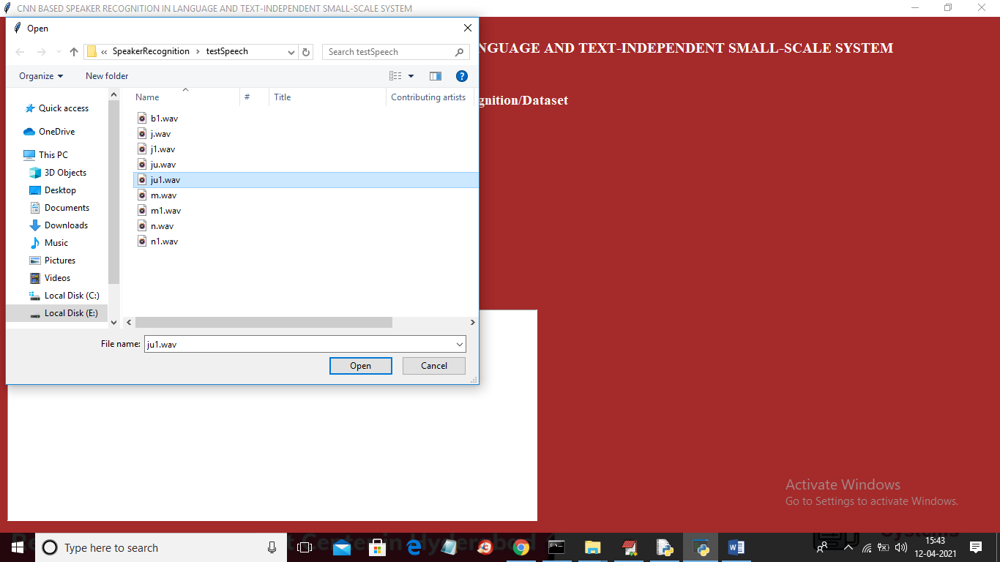 CNN BASED SPEAKER RECOGNITION IN LANGUAGE AND TEXT-INDEPENDENT SMALL-SCALE SYSTEM
Open
« SpeakerRecognition › testSpeech
Search testSpeech
NGUAGE AND TEXT-INDEPENDENT SMALL-SCALE SYSTEM
Organize New folder
gnition/Dataset
Name # Title Contributing artists
Quick access
OneDrive
This PC
3D Objects
Desktop
Documents
Downloads
Music
Pictures
Videos
Local Disk (C:)
Local Disk (E:)
b1.wav
j.wav
j1.wav
ju.wav
ju1.wav
m.wav
m1.wav
n.wav
n1.wav
File name: ju1.wav
Open Cancel
Activate Windows
Go to Settings to activate Windows.
Type here to search
15:43
12-04-2021